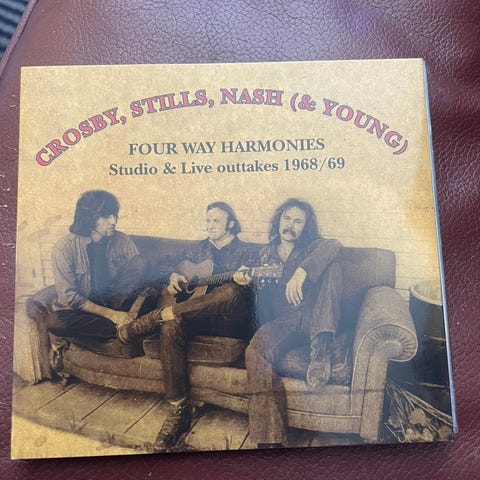 CROSBY, STILLS, NASH (& YOUNG)
FOUR WAY HARMONIES
Studio & Live outtakes 1968/69